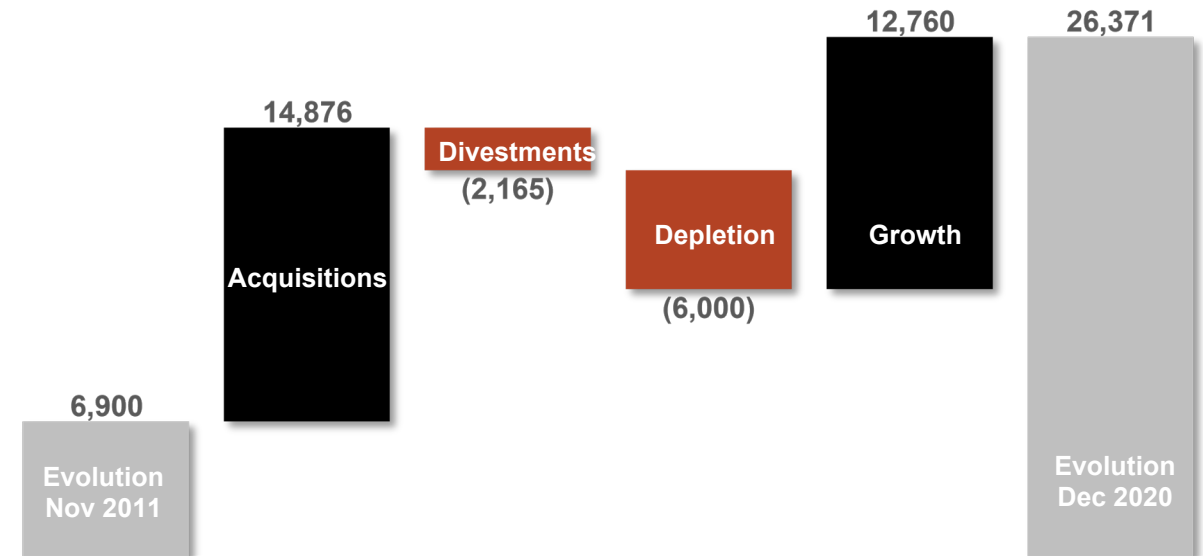 12,760
26,371
14,876
Divestments
(2,165)
Depletion
Growth
Acquisitions
(6,000)
6,900
Evolution
Nov 2011
Evolution
Dec 2020